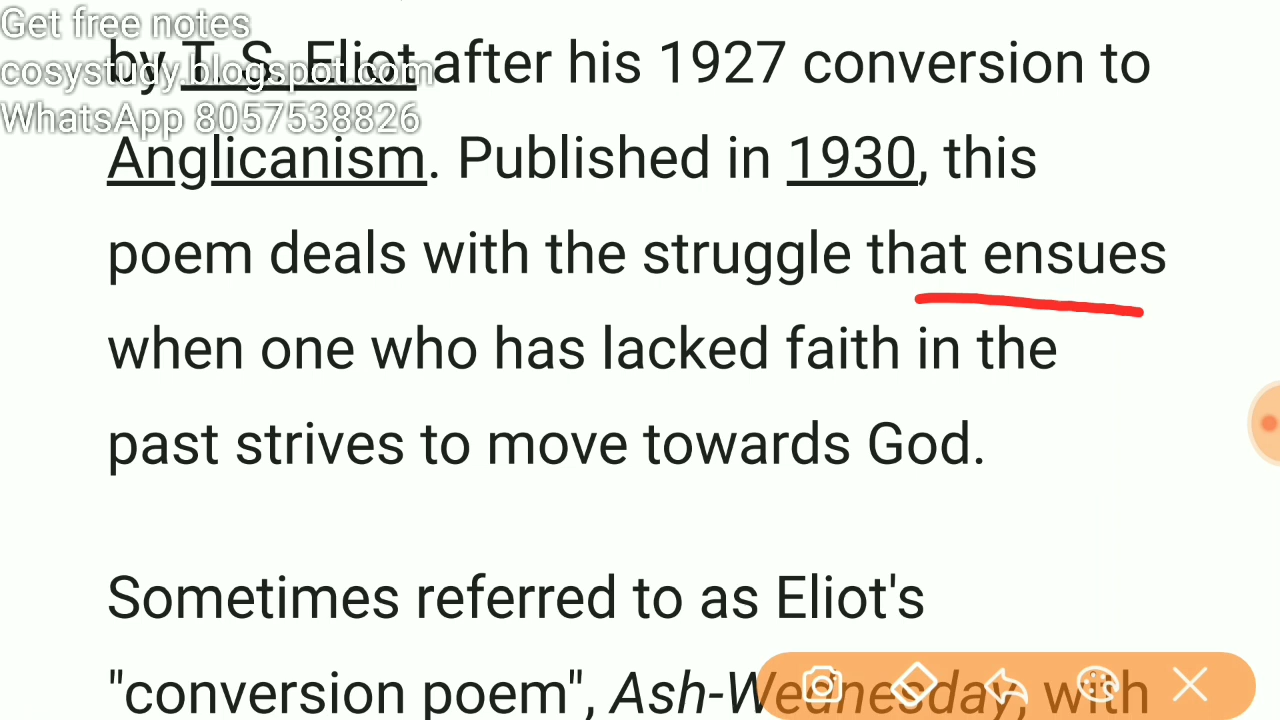 Get free notes
cosystudy.blogspot.com
WhatsApp 8057538826
by T. S. Eliot after his 1927 conversion to
Anglicanism. Published in 1930, this
poem deals with the struggle that ensues
when one who has lacked faith in the
past strives to move towards God.
Sometimes referred to as Eliot's
"conversion poem", Ash-Wednesday, with